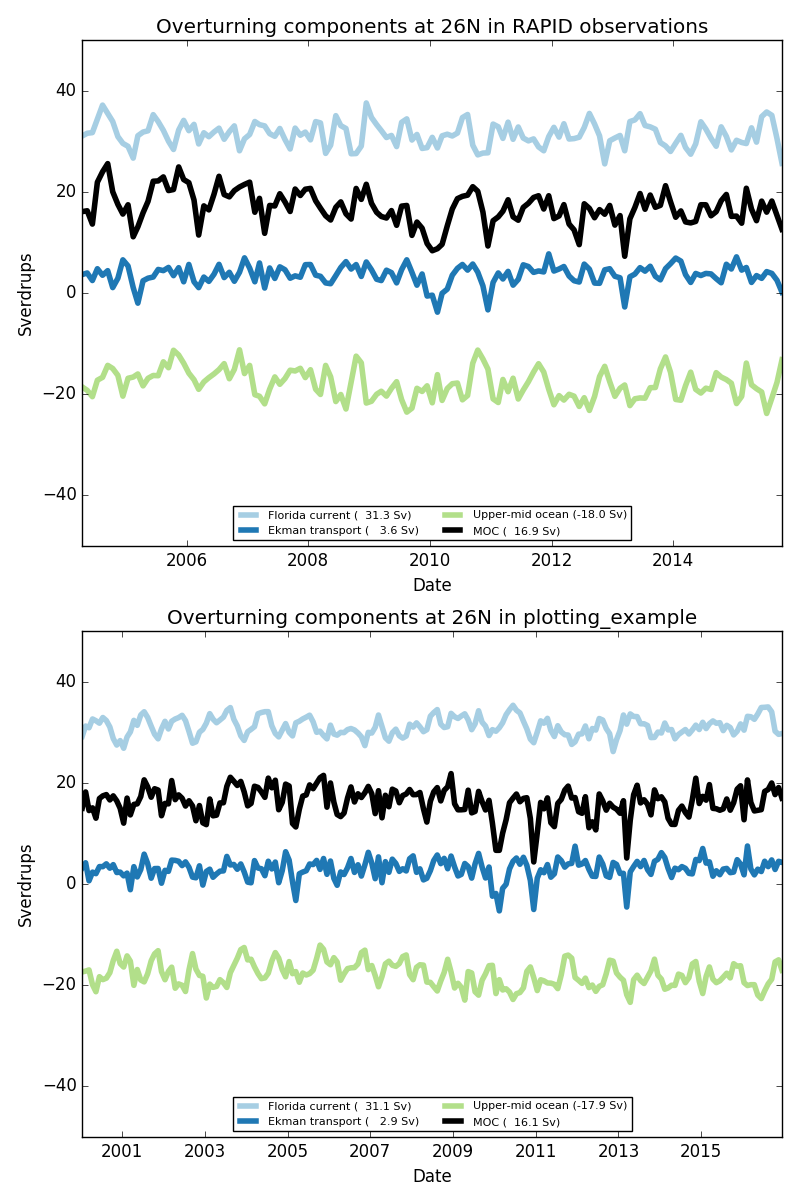 Overturning components at 26N in RAPID observations
40
20
0
−20
−40
Sverdrups
Florida current ( 31.3 Sv) Upper-mid ocean (-18.0 Sv)
Ekman transport ( 3.6 Sv) MOC ( 16.9 Sv)
2006 2008 2010 2012 2014
Date
Overturning components at 26N in plotting_example
40
20
0
−20
−40
Sverdrups
Florida current ( 31.1 Sv) Upper-mid ocean (-17.9 Sv)
Ekman transport ( 2.9 Sv) MOC ( 16.1 Sv)
2001 2003 2005 2007 2009 2011 2013 2015
Date